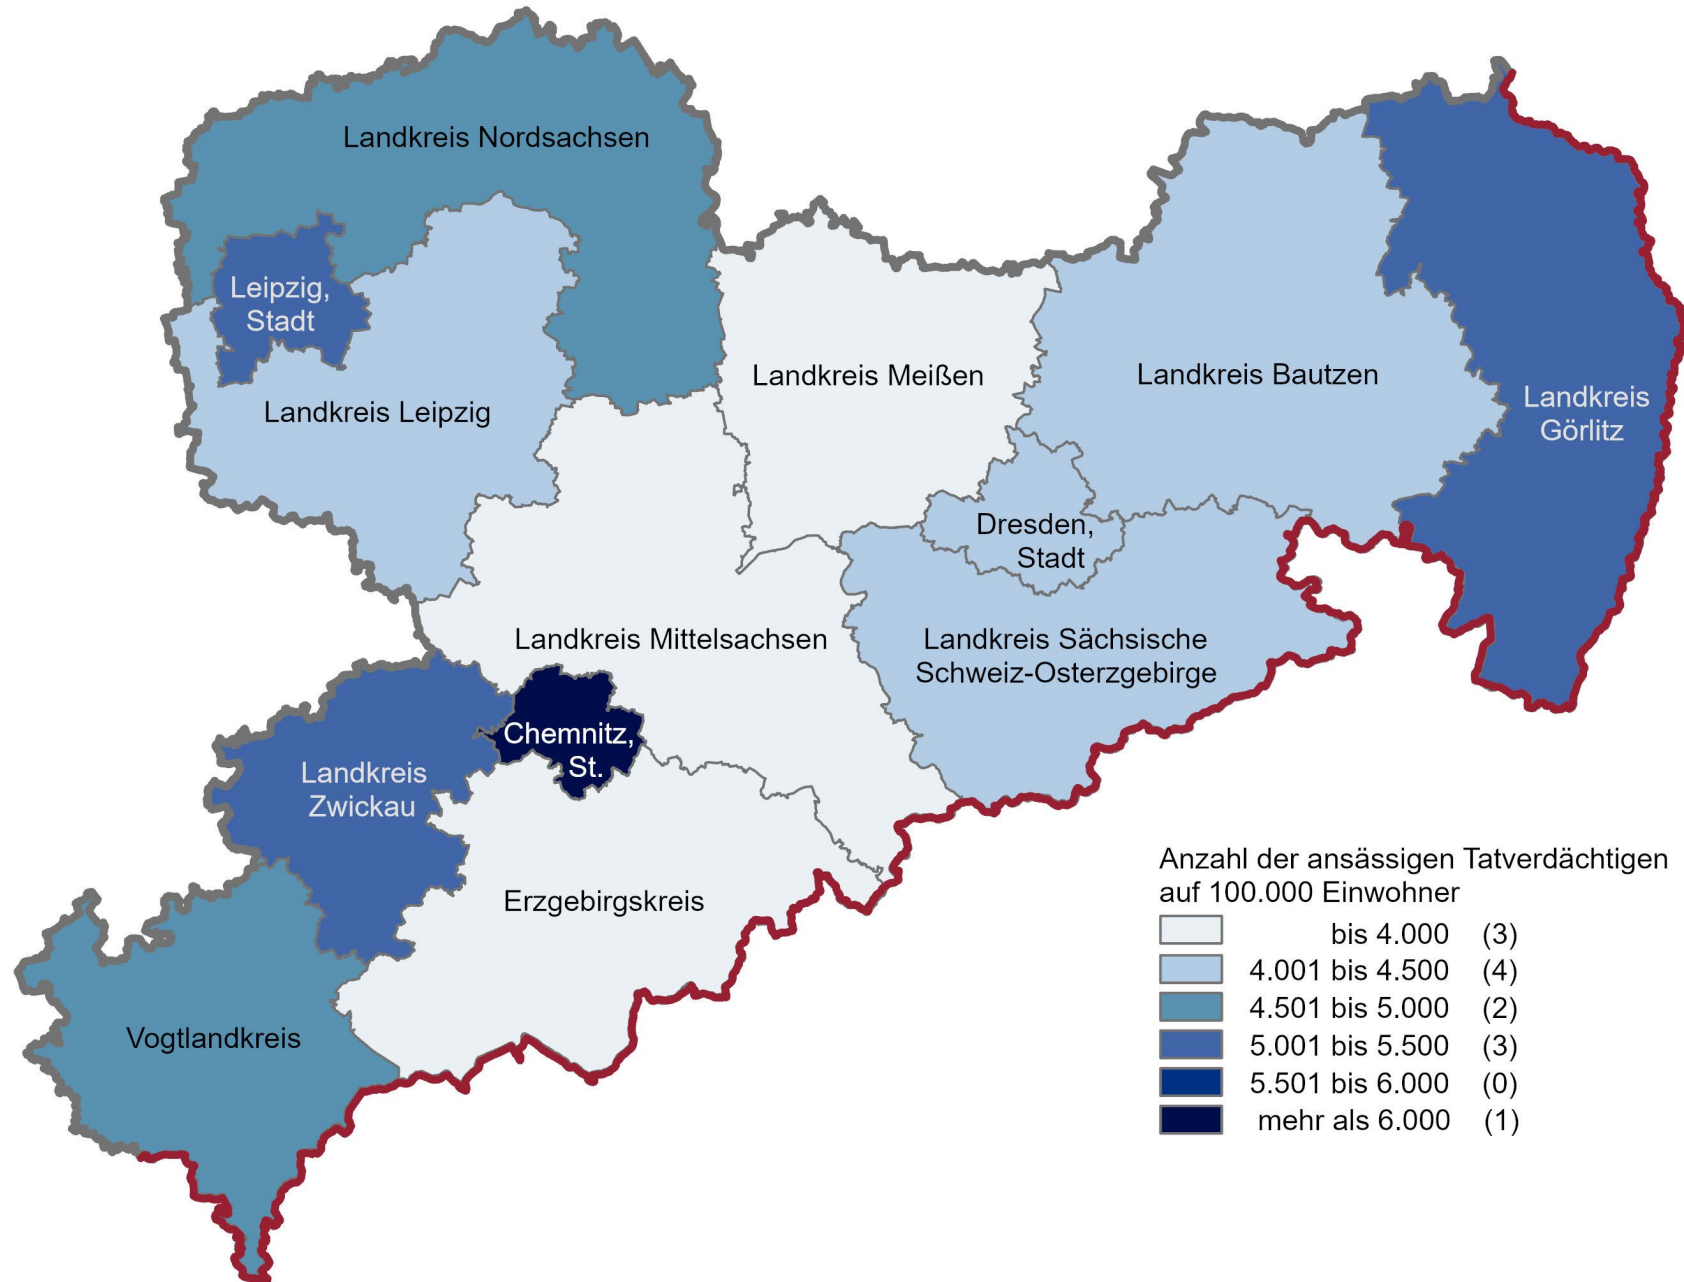 Landkreis Nordsachsen
Leipzig,
Stadt
Landkreis Leipzig
Landkreis Meißen
Landkreis Bautzen
Landkreis
Görlitz
Dresden,
Stadt
Landkreis Mittelsachsen
Landkreis Sächsische
Schweiz-Osterzgebirge
Chemnitz,
St.
Landkreis
Zwickau
Erzgebirgskreis
Vogtlandkreis
Anzahl der ansässigen Tatverdächtigen
auf 100.000 Einwohner
bis 4.000 (3)
4.001 bis 4.500 (4)
4.501 bis 5.000 (2)
5.001 bis 5.500 (3)
5.501 bis 6.000 (0)
mehr als 6.000 (1)